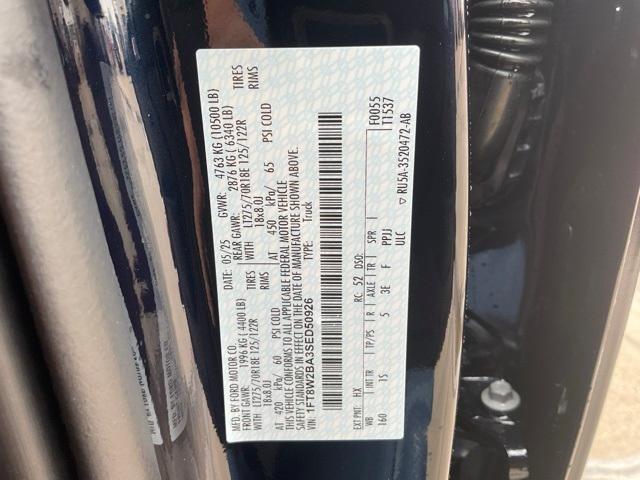 MFD. BY FORD MOTOR CO.
DATE: 05/25 GVWR: 4763 KG (10500 LB)
FRONT GAWR: 1996 KG (4400 LB) REAR GAWR: 2876 KG (6340 LB)
LT275/70R18E 125/122R TIRES WITH LT275/70R18E 125/122R TIRES
18x8.0J RIMS 18x8.0J RIMS
AT 420 kPa/ 60 PSI COLD AT 450 kPa/ 65 PSI COLD
THIS VEHICLE CONFORMS TO ALL APPLICABLE FEDERAL MOTOR VEHICLE
SAFETY STANDARDS IN EFFECT ON THE DATE OF MANUFACTURE SHOWN ABOVE.
VIN: 1FT8W2BA3SED50926 TYPE: Truck
F0055
T1537
EXT PNT: HX RC: 52 DSO:
WB INT TR TP/PS R AXLE TR SPR
160 1S 5 3E F PPJJ
ULC
RU5A-3520472-AB